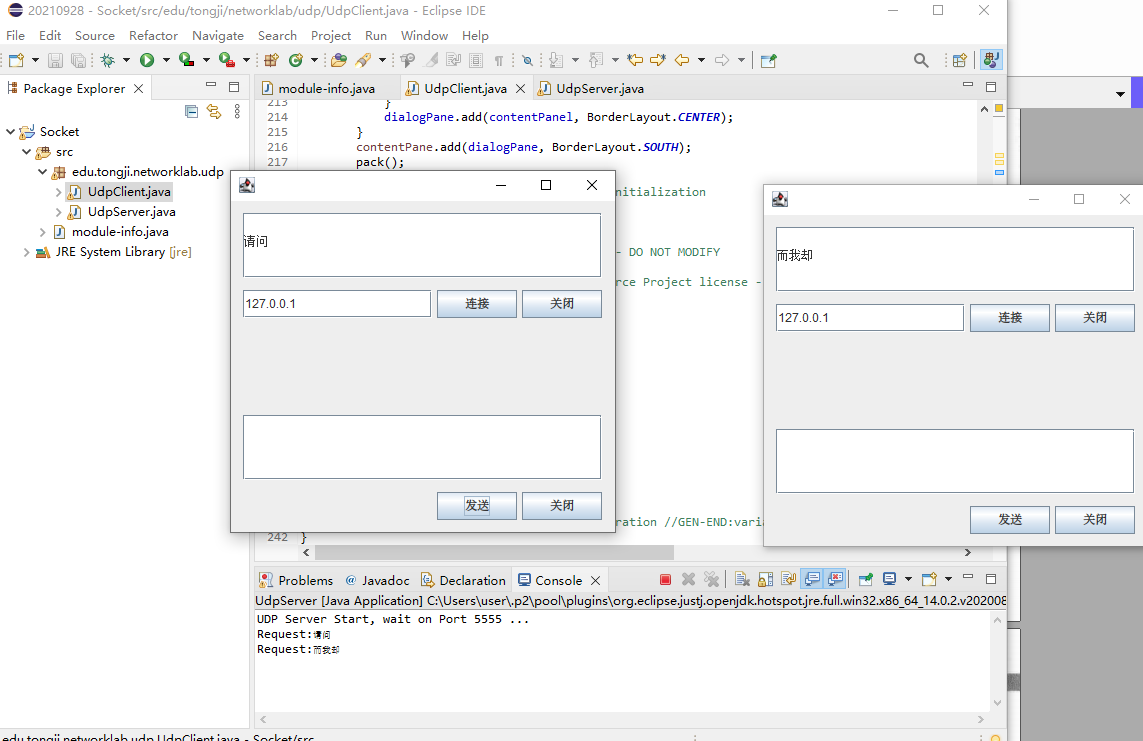 20210928 - Socket/src/edu/tongji/networklab/udp/UdpClient.java - Eclipse IDE
File Edit Source Refactor Navigate Search Project Run Window Help
Package Explorer
module-info.java UdpClient.java UdpServer.java
Socket
src
edu.tongji.networklab.udp
UdpClient.java
UdpServer.java
module-info.java
JRE System Library [jre]
213 }
214 dialogPane.add(contentPanel, BorderLayout.CENTER);
215 }
216 contentPane.add(dialogPane, BorderLayout.SOUTH);
217 pack();
nitialization
- DO NOT MODIFY
rce Project license -
ration //GEN-END:vari
242 }
请问
127.0.0.1 连接 关闭
发送 关闭
而我却
127.0.0.1 连接 关闭
发送 关闭
Problems @ Javadoc Declaration Console
UdpServer [Java Application] C:\Users\user\.p2\pool\plugins\org.eclipse.justj.openjdk.hotspot.jre.full.win32.x86_64_14.0.2.v202008
UDP Server Start, wait on Port 5555 ...
Request:请问
Request:而我却
edu.tongji.networklab.udp.UdpClient.java - Socket/src